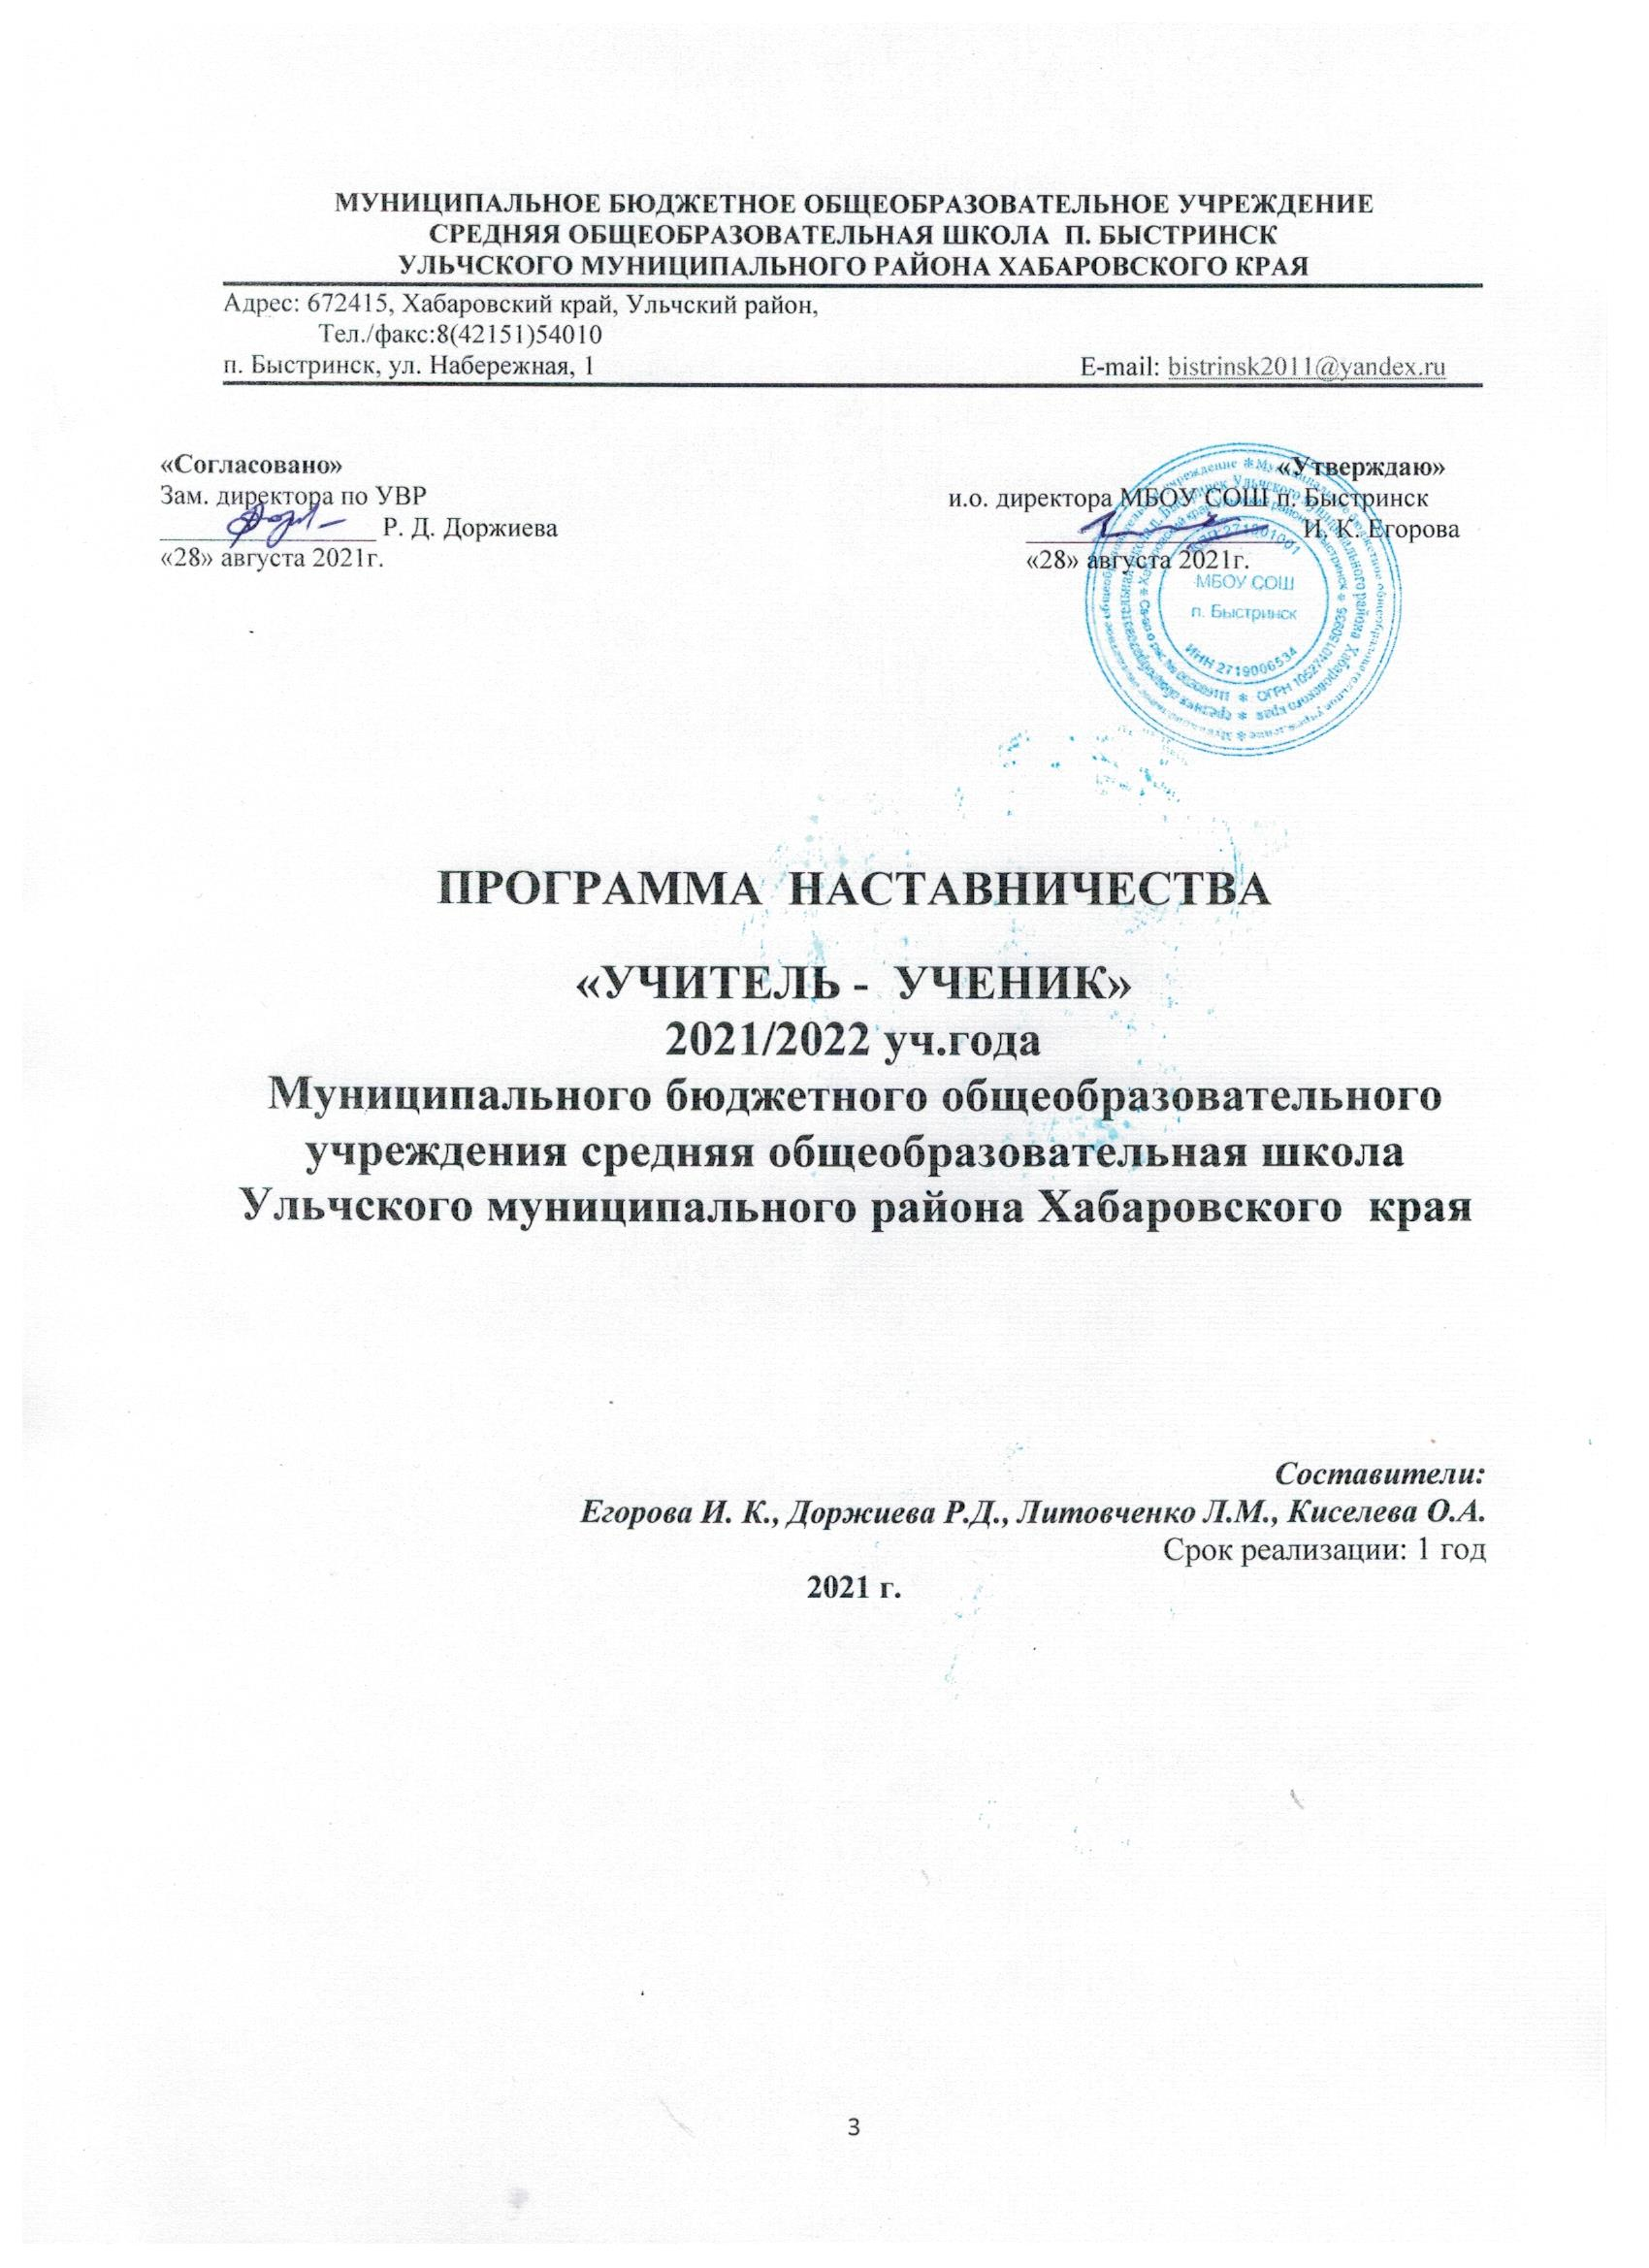 МУНИЦИПАЛЬНОЕ БЮДЖЕТНОЕ ОБЩЕОБРАЗОВАТЕЛЬНОЕ УЧРЕЖДЕНИЕ
СРЕДНЯЯ ОБЩЕОБРАЗОВАТЕЛЬНАЯ ШКОЛА П. БЫСТРИНСК
УЛЬЧСКОГО МУНИЦИПАЛЬНОГО РАЙОНА ХАБАРОВСКОГО КРАЯ
Адрес: 672415, Хабаровский край, Ульчский район,
Тел./факс:8(42151)54010
п. Быстринск, ул. Набережная, 1 E-mail: bistrinsk2011@yandex.ru
«Согласовано» «Утверждаю»
Зам. директора по УВР и.о. директора МБОУ СОШ п. Быстринск
Р. Д. Доржиева И. К. Егорова
«28» августа 2021г. «28» августа 2021г.
МБОУ СОШ
п. Быстринск
ИНН 2719006534
ПРОГРАММА НАСТАВНИЧЕСТВА
«УЧИТЕЛЬ - УЧЕНИК»
2021/2022 уч.года
Муниципального бюджетного общеобразовательного
учреждения средняя общеобразовательная школа
Ульчского муниципального района Хабаровского края
Составители:
Егорова И. К., Доржиева Р.Д., Литовченко Л.М., Киселева О.А.
Срок реализации: 1 год
2021 г.
3